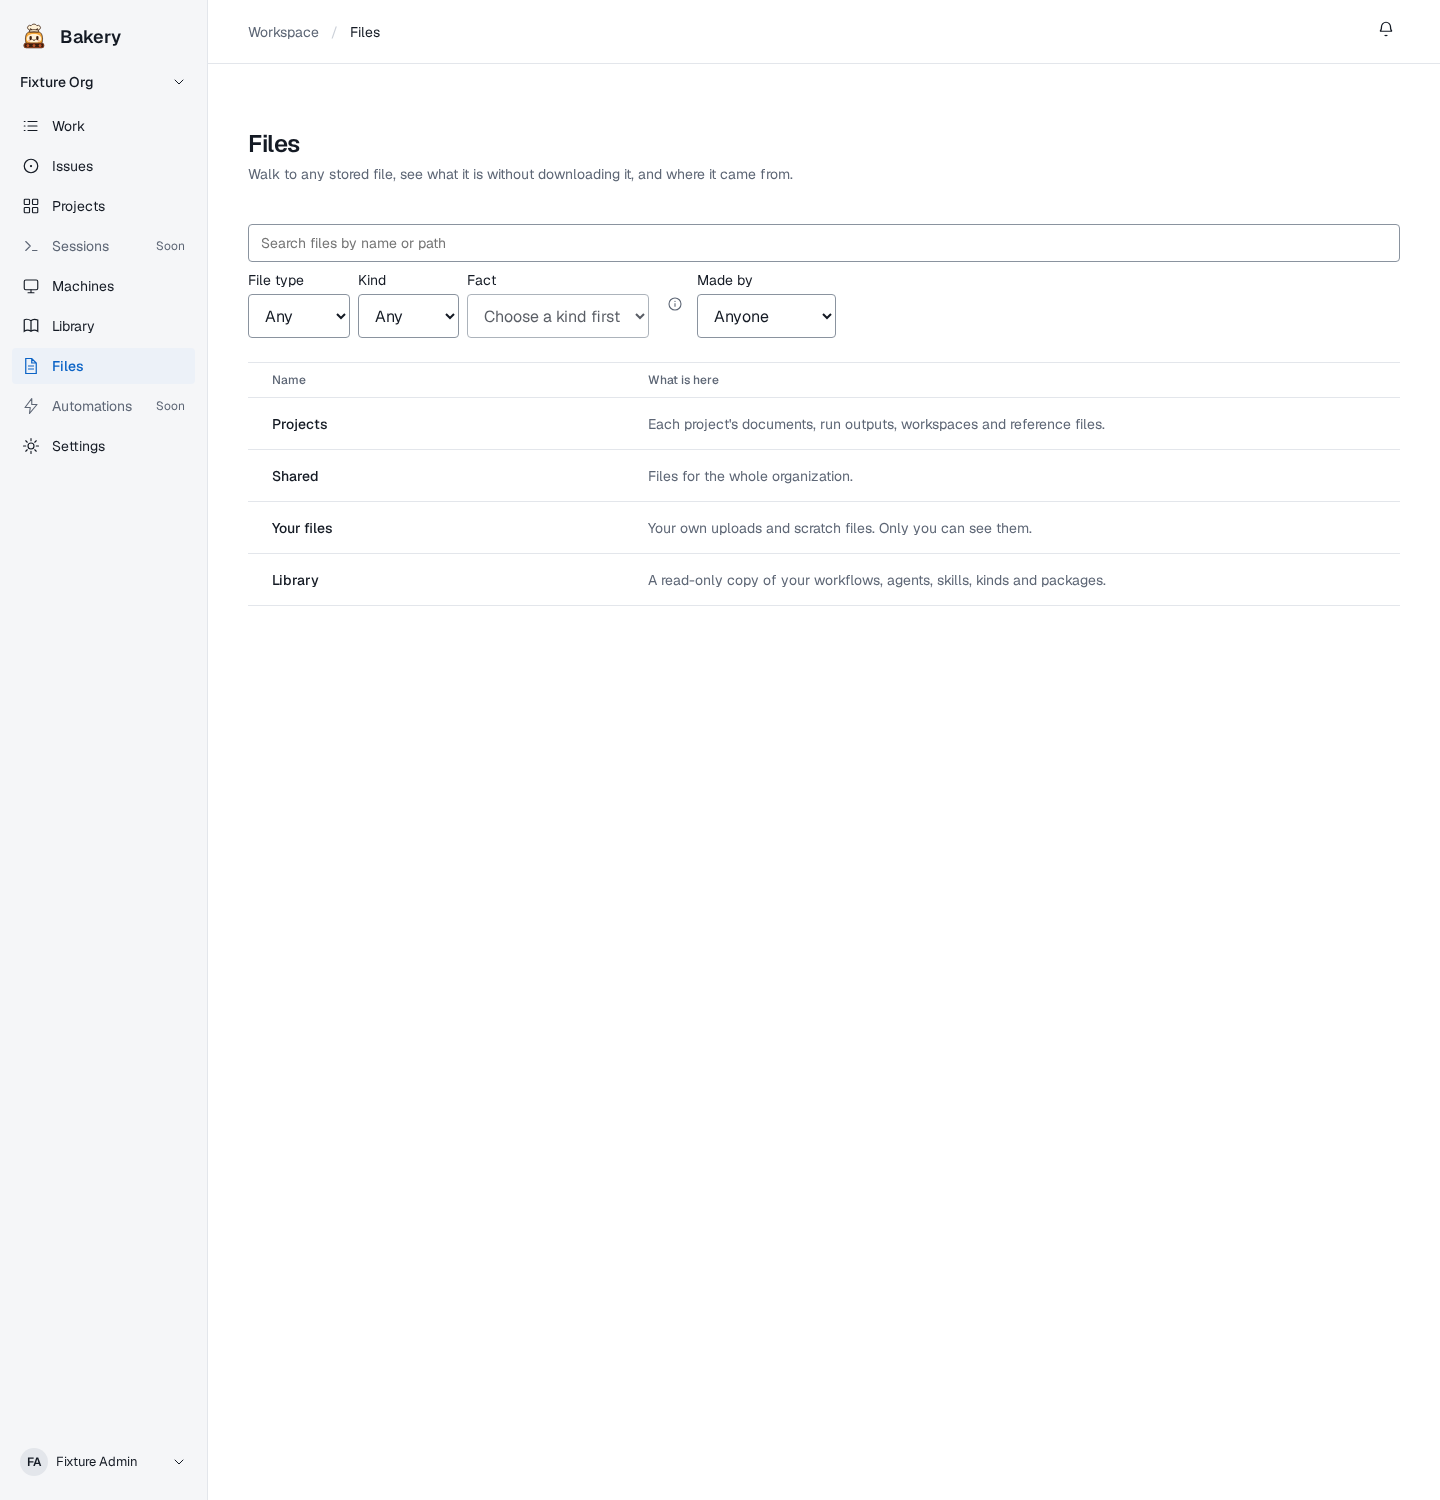 Bakery
Fixture Org
Work
Issues
Projects
Sessions Soon
Machines
Library
Files
Automations Soon
Settings
FA Fixture Admin
Workspace / Files
Files
Walk to any stored file, see what it is without downloading it, and where it came from.
Search files by name or path
File type Kind Fact Made by
Any Any Choose a kind first Anyone
Name What is here
Projects Each project's documents, run outputs, workspaces and reference files.
Shared Files for the whole organization.
Your files Your own uploads and scratch files. Only you can see them.
Library A read-only copy of your workflows, agents, skills, kinds and packages.